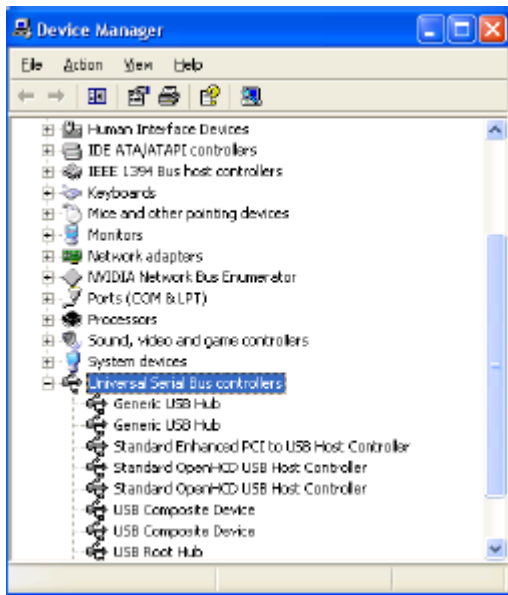 Device Manager
File Action View Help
Human Interface Devices
IDE ATA/ATAPI controllers
IEEE 1394 Bus host controllers
Keyboards
Mice and other pointing devices
Monitors
Network adapters
NVIDIA Network Bus Enumerator
Ports (COM & LPT)
Processors
Sound, video and game controllers
System devices
Universal Serial Bus controllers
Generic USB Hub
Generic USB Hub
Standard Enhanced PCI to USB Host Controller
Standard OpenHCD USB Host Controller
Standard OpenHCD USB Host Controller
USB Composite Device
USB Composite Device
USB Root Hub